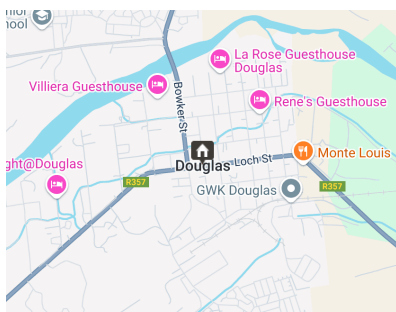 hool
La Rose Guesthouse
Douglas
Villiera Guesthouse
Rene's Guesthouse
Bowker St
Monte Louis
Loch St
Douglas
ght@Douglas
R357
GWK Douglas
R357